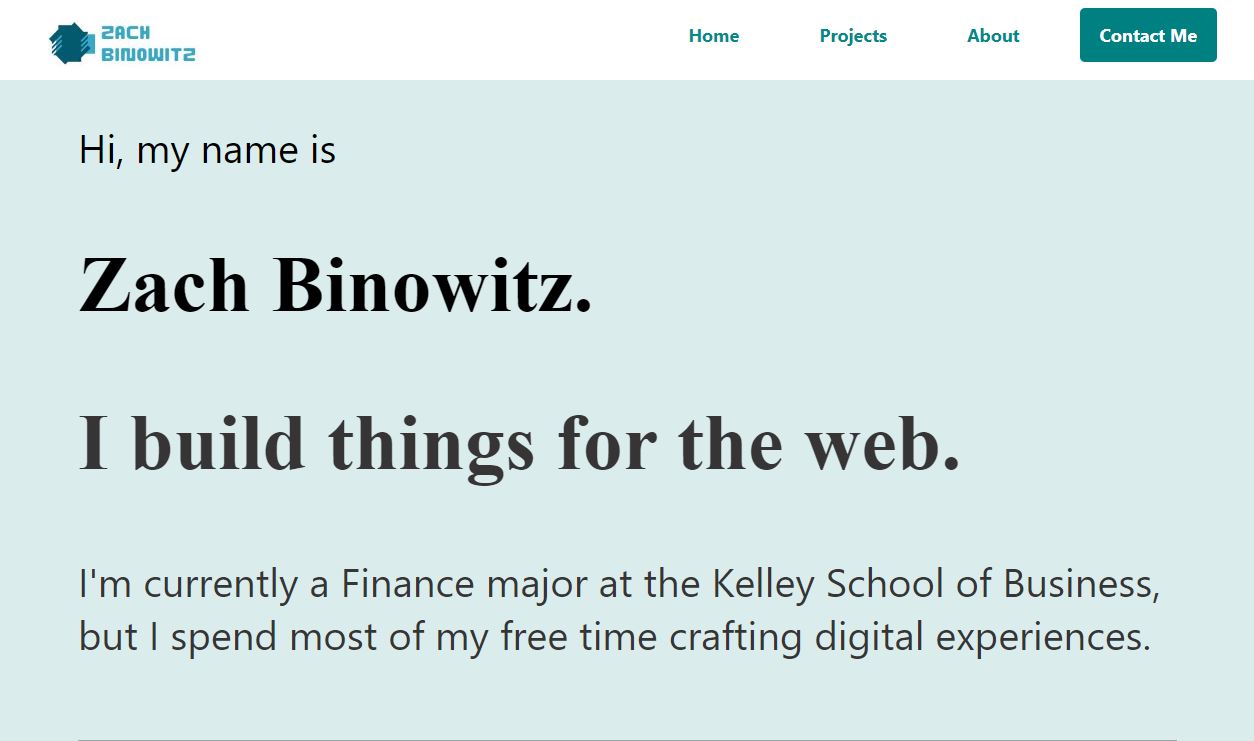 ZACH
BINOWITZ
Home
Projects
About
Contact Me
Hi, my name is
Zach Binowitz.
I build things for the web.
I'm currently a Finance major at the Kelley School of Business,
but I spend most of my free time crafting digital experiences.